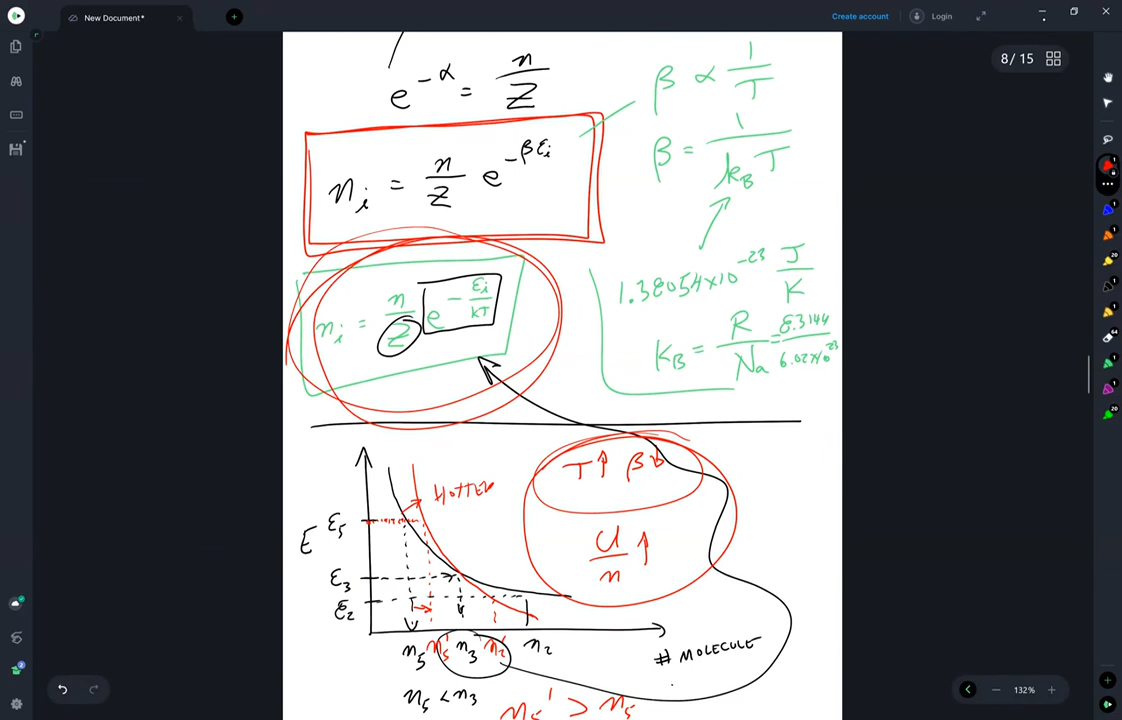 New Document*
Create account
Login
8 / 15
e^{-α} = n/Z
β ∝ 1/T
β = 1/(k_B T)
n_i = n/Z e^{-βε_i}
1.38054×10^{-23} J/K
n_i = n/Z e^{-ε_i/kT}
K_B = R/Na = 8.3144/6.02×10^{23}
T↑ β↓
HOTTER
U/n ↑
E
ε_5
ε_3
ε_2
n_5 n_5' n_3 n_2' n_2
# MOLECULE
n_5 < n_3
n_5' > n_5
132%